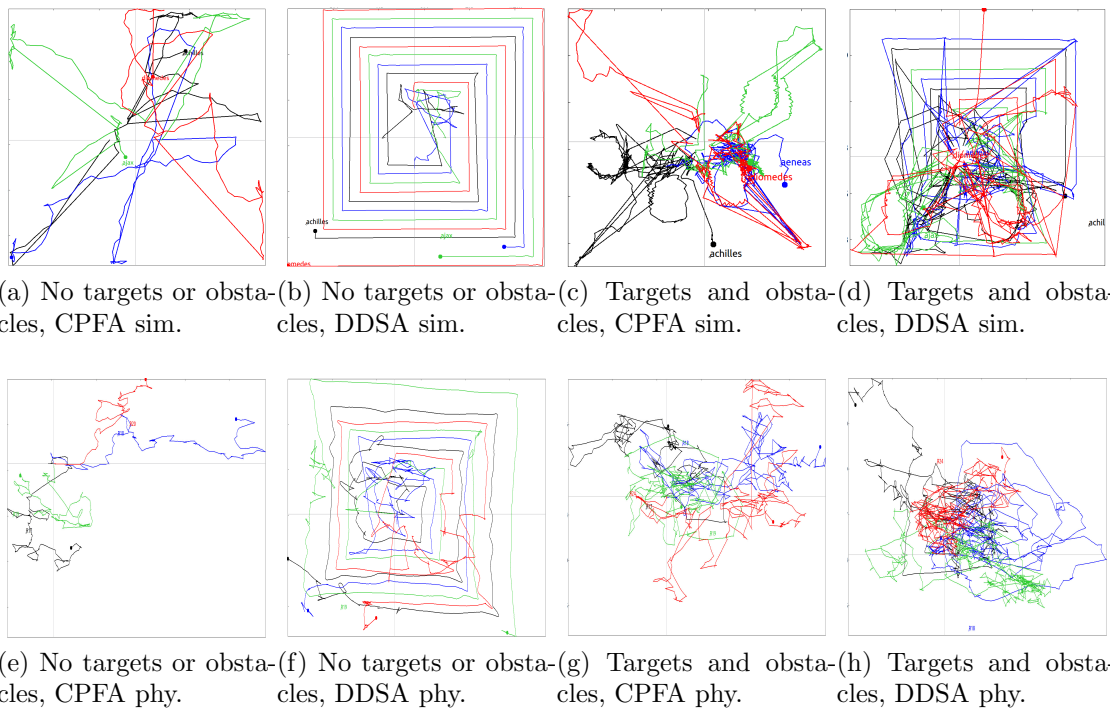 achilles
diomedes
ajax
achilles
ajax
omedes
aeneas
diomedes
achilles
achil
(a) No targets or obsta-
cles, CPFA sim.
(b) No targets or obsta-
cles, DDSA sim.
(c) Targets and obsta-
cles, CPFA sim.
(d) Targets and obsta-
cles, DDSA sim.
(e) No targets or obsta-
cles, CPFA phy.
(f) No targets or obsta-
cles, DDSA phy.
(g) Targets and obsta-
cles, CPFA phy.
(h) Targets and obsta-
cles, DDSA phy.